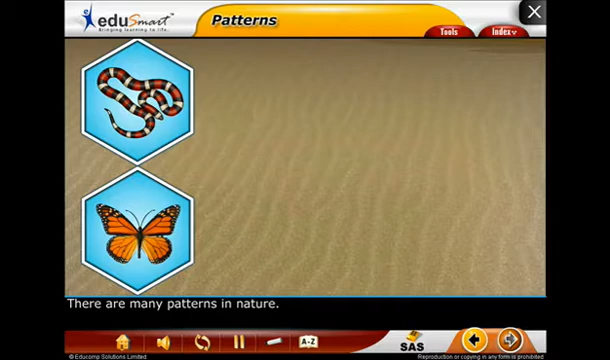 eduSmart™
Bringing learning to life.
Patterns
Tools
Index
There are many patterns in nature.
A-Z
SAS
© Educomp Solutions Limited
Reproduction or copying in any form is prohibited